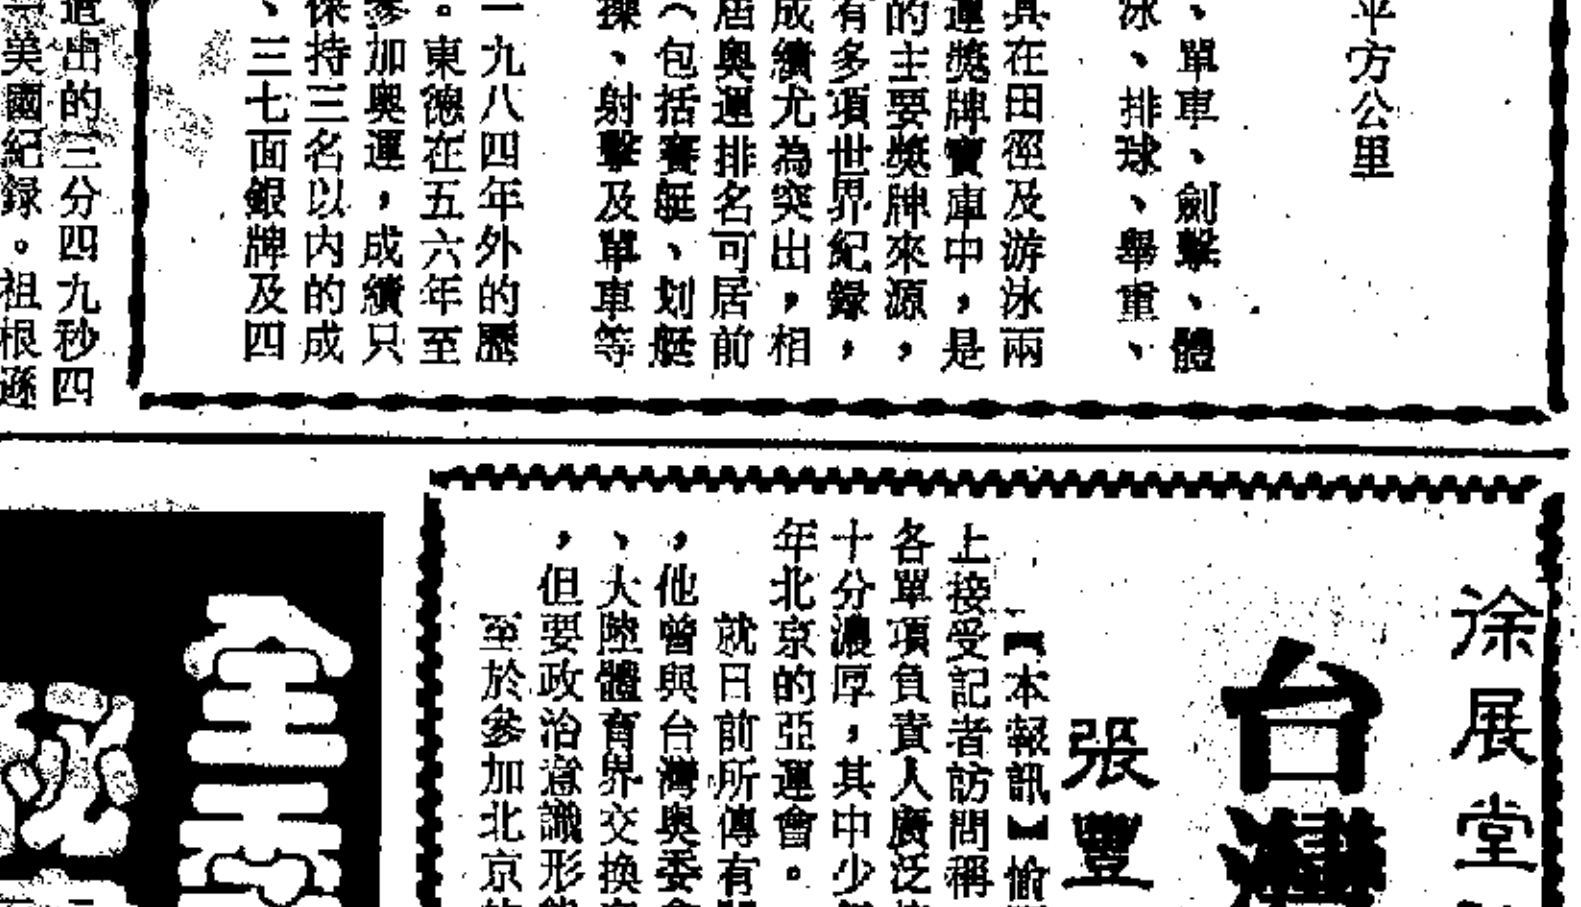 平方公里
、單車、劍擊、體
泳、排球、舉重、
其在田徑及游泳兩
運獎牌寶庫中，是
的主要獎牌來源，
有多項世界紀錄，
成績尤為突出，相
屆奧運排名可居前
（包括賽艇、划艇
操、射擊及單車等
一九八四年外的歷
。東德在五六年至
參加奧運，成績只
保持三名以內的成
、三七面銀牌及四
道出的三分四九秒四
美國紀錄。祖根遜
徐展堂
台灣
張豐
【本報訊】愉
上接受記者訪問稱
各單項負責人廣泛
十分濃厚，其中少
年北京的亞運會。
就日前所傳有
，他曾與台灣奧委會
、大陸體育界交換
，但要政治意識形
至於參加北京的